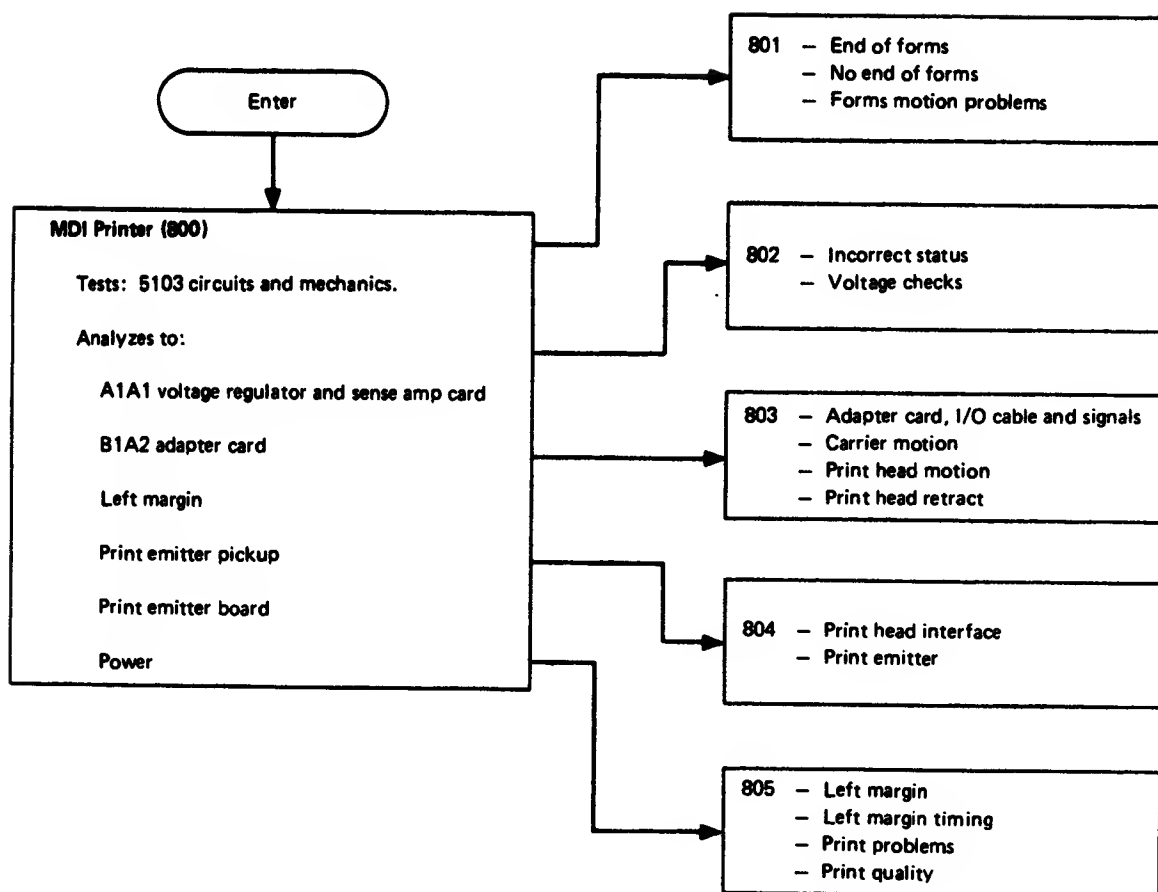 Enter
MDI Printer (800)
Tests: 5103 circuits and mechanics.
Analyzes to:
A1A1 voltage regulator and sense amp card
B1A2 adapter card
Left margin
Print emitter pickup
Print emitter board
Power
801 – End of forms
– No end of forms
– Forms motion problems
802 – Incorrect status
– Voltage checks
803 – Adapter card, I/O cable and signals
– Carrier motion
– Print head motion
– Print head retract
804 – Print head interface
– Print emitter
805 – Left margin
– Left margin timing
– Print problems
– Print quality